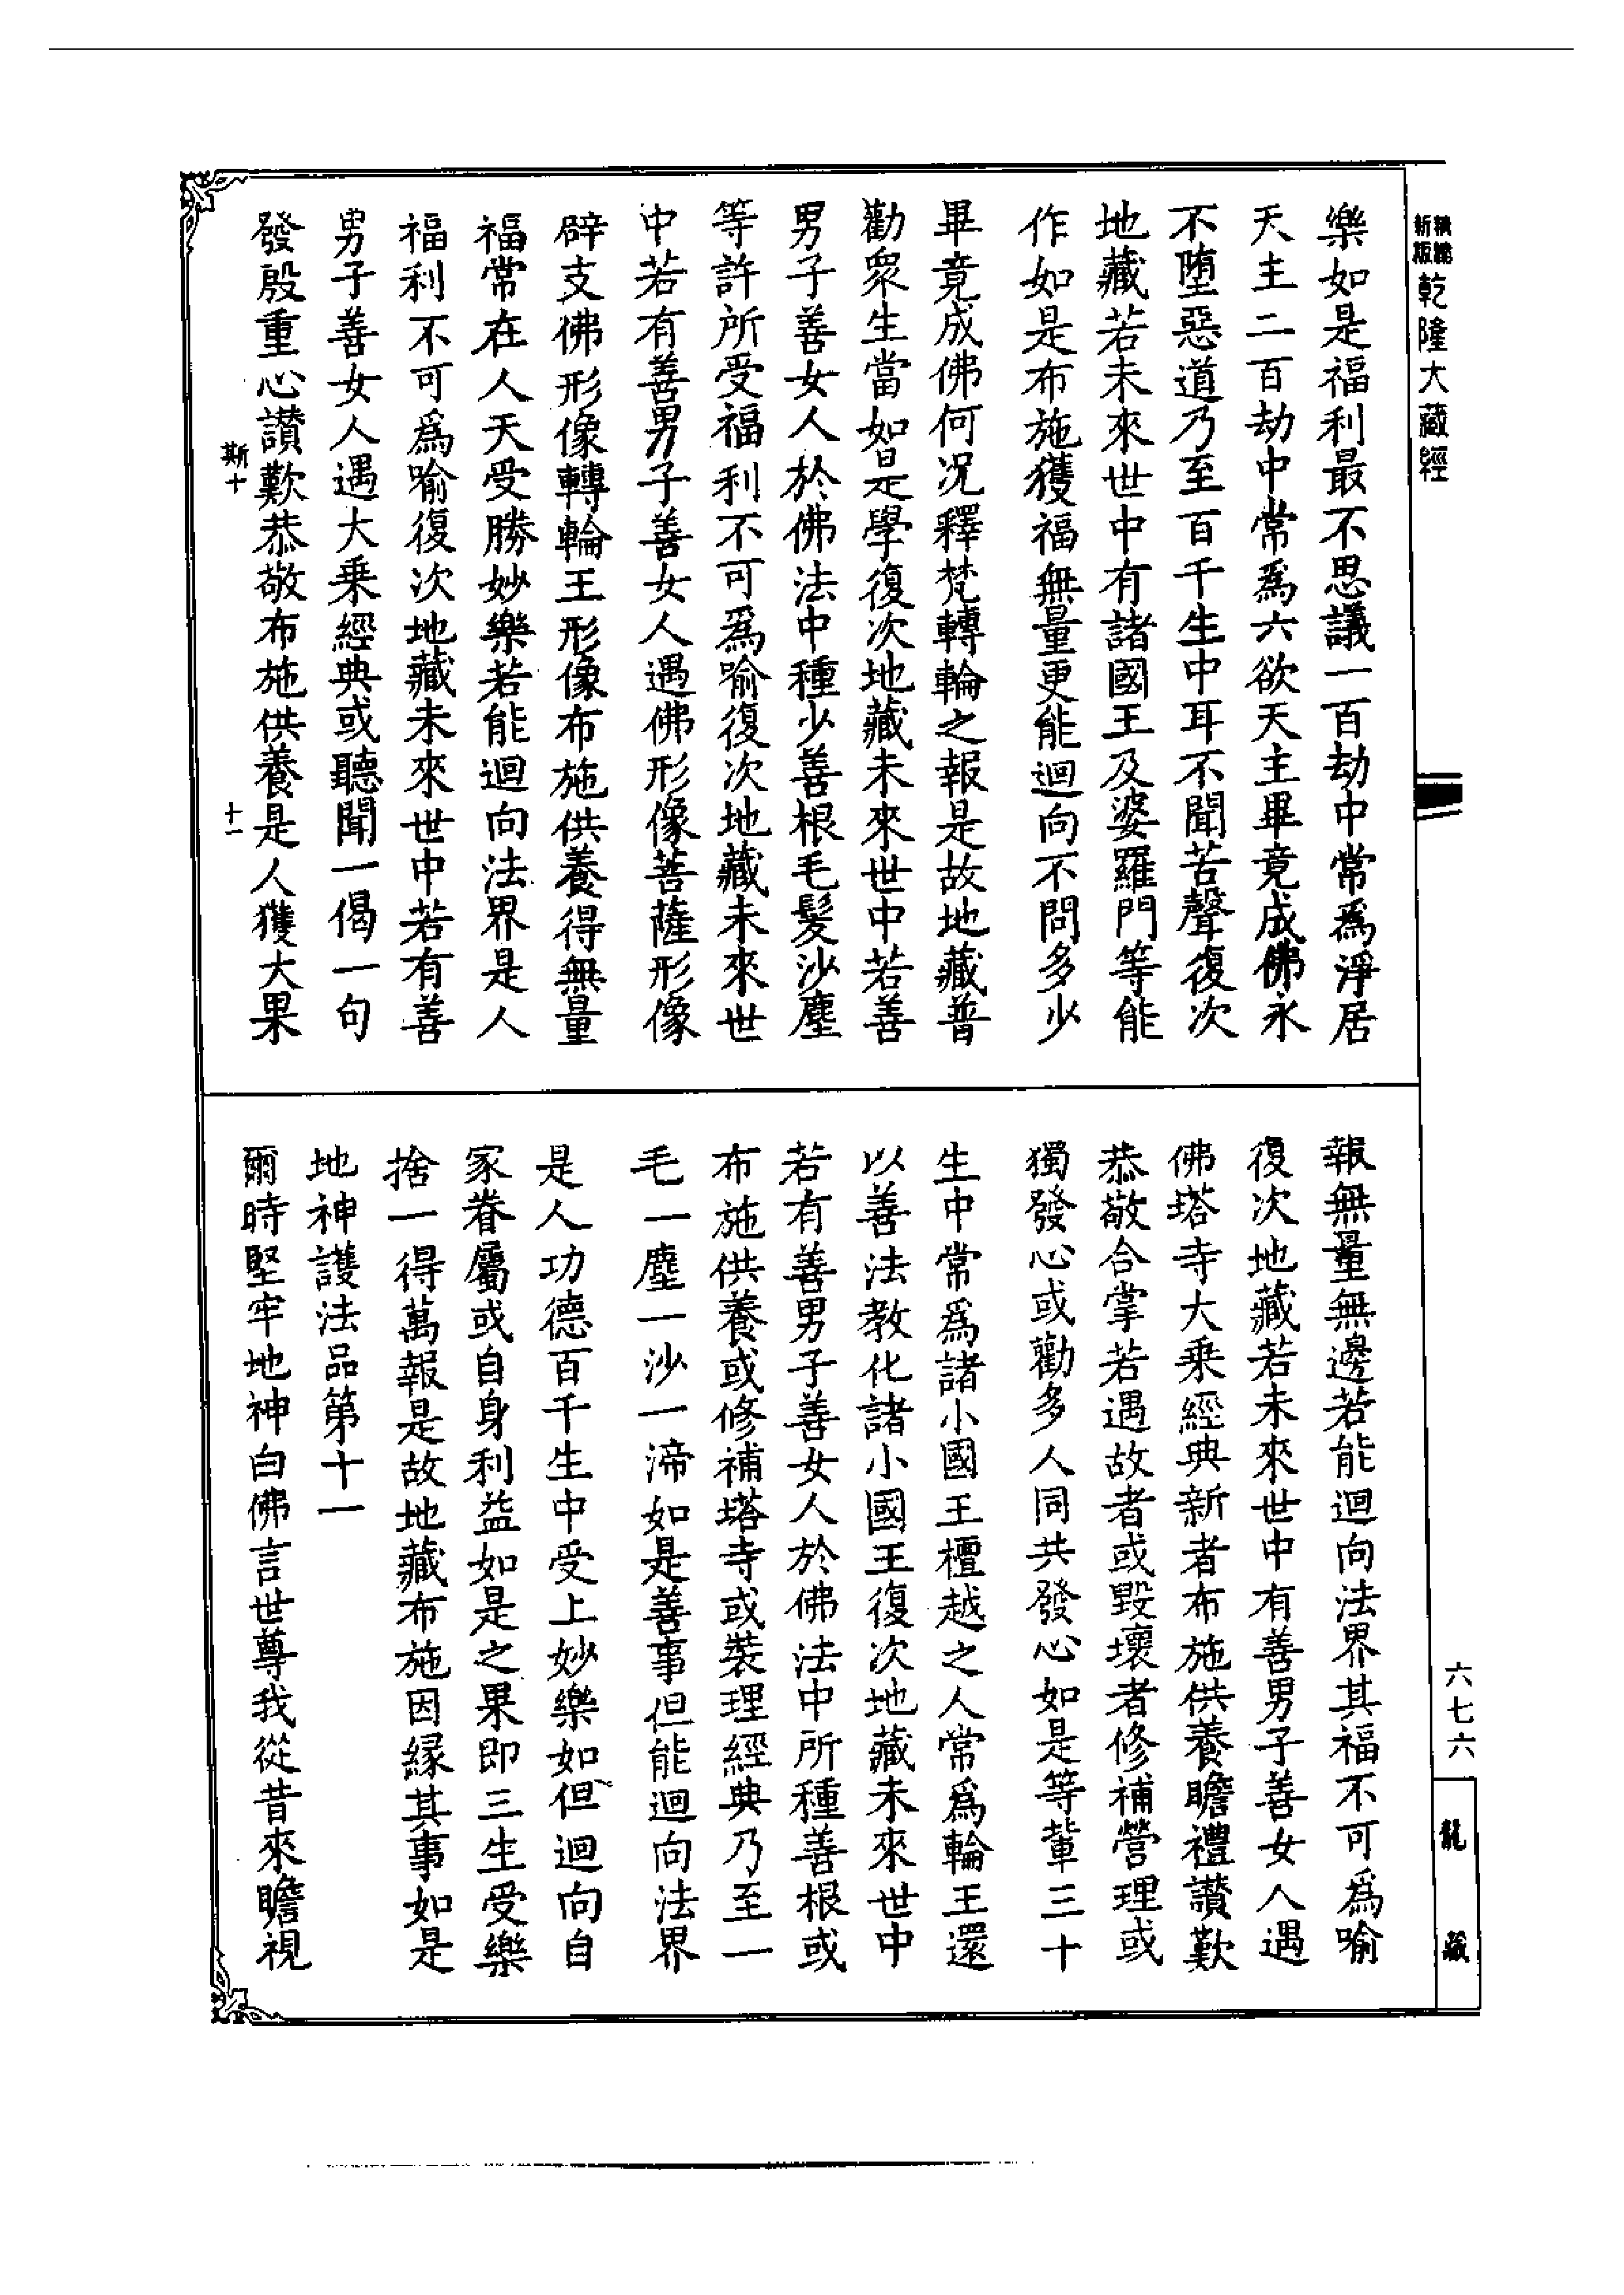 新版精縮乾隆大藏經
樂如是福利最不思議一百劫中常爲淨居
天主二百劫中常爲六欲天主畢竟成佛永
不墮惡道乃至百千生中耳不聞苦聲復次
地藏若未來世中有諸國王及婆羅門等能
作如是布施獲福無量更能迴向不問多少
畢竟成佛何況釋梵轉輪之報是故地藏普
勸衆生當如是學復次地藏未來世中若善
男子善女人於佛法中種少善根毛髮沙塵
等許所受福利不可爲喻復次地藏未來世
中若有善男子善女人遇佛形像菩薩形像
辟支佛形像轉輪王形像布施供養得無量
福常在人天受勝妙樂若能迴向法界是人
福利不可爲喻復次地藏未來世中若有善
男子善女人遇大乘經典或聽聞一偈一句
發殷重心讃歎恭敬布施供養是人獲大果
斯十
十一
報無量無邊若能迴向法界其福不可爲喻
復次地藏若未來世中有善男子善女人遇
佛塔寺大乘經典新者布施供養瞻禮讃歎
恭敬合掌若遇故者或毀壞者修補營理或
獨發心或勸多人同共發心如是等輩三十
生中常爲諸小國王檀越之人常爲輪王還
以善法教化諸小國王復次地藏未來世中
若有善男子善女人於佛法中所種善根或
布施供養或修補塔寺或裝理經典乃至一
毛一塵一沙一渧如是善事但能迴向法界
是人功德百千生中受上妙樂如但迴向自
家眷屬或自身利益如是之果即三生受樂
捨一得萬報是故地藏布施因緣其事如是
地神護法品第十一
爾時堅牢地神白佛言世尊我從昔來瞻視
六七六
龍藏